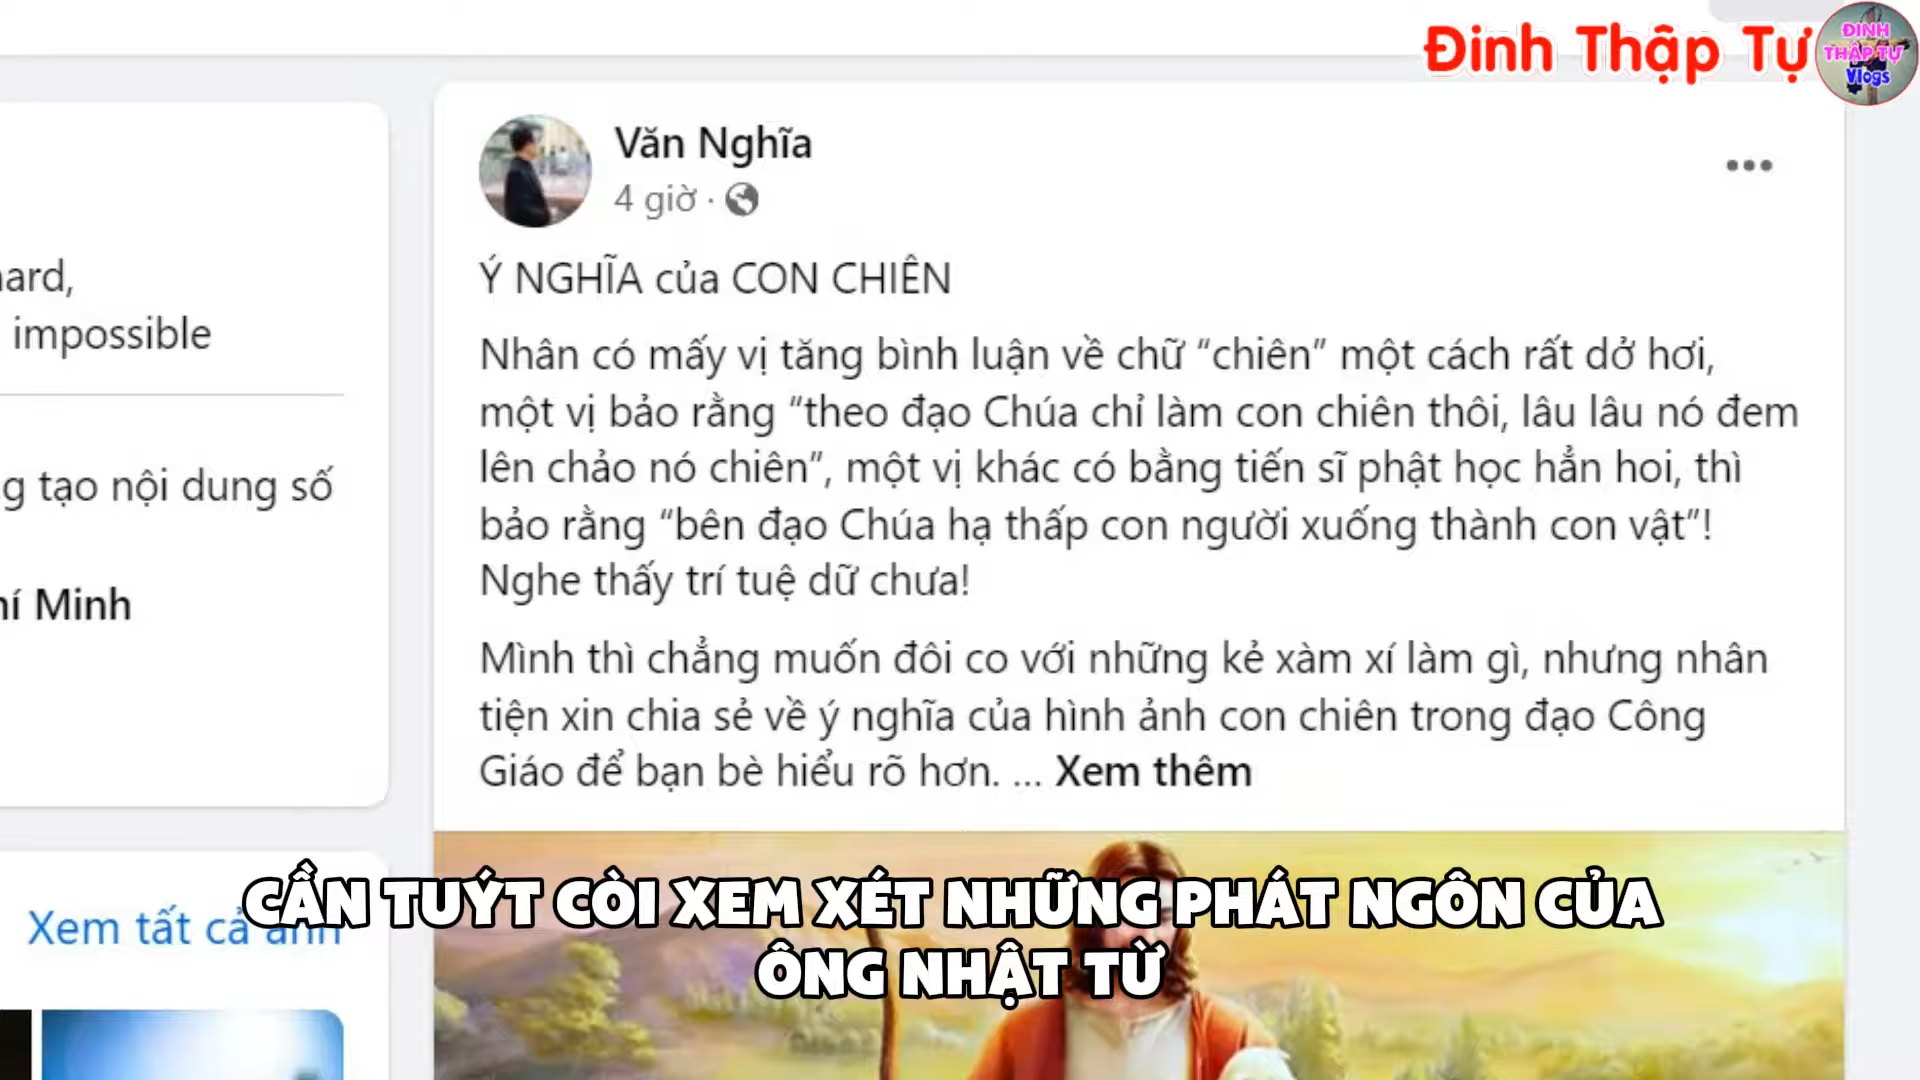 Đinh Thập Tự
ĐINH
THẬP TỰ
Vlogs
Văn Nghĩa
4 giờ ·
Ý NGHĨA của CON CHIÊN
Nhân có mấy vị tăng bình luận về chữ “chiên” một cách rất dở hơi,
một vị bảo rằng “theo đạo Chúa chỉ làm con chiên thôi, lâu lâu nó đem
lên chảo nó chiên”, một vị khác có bằng tiến sĩ phật học hẳn hoi, thì
bảo rằng “bên đạo Chúa hạ thấp con người xuống thành con vật”!
Nghe thấy trí tuệ dữ chưa!
Mình thì chẳng muốn đôi co với những kẻ xàm xí làm gì, nhưng nhân
tiện xin chia sẻ về ý nghĩa của hình ảnh con chiên trong đạo Công
Giáo để bạn bè hiểu rõ hơn. ... Xem thêm
impossible
tạo nội dung số
Minh
Xem tất cả ảnh
CẦN TUÝT CÒI XEM XÉT NHỮNG PHÁT NGÔN CỦA
ÔNG NHẬT TỪ